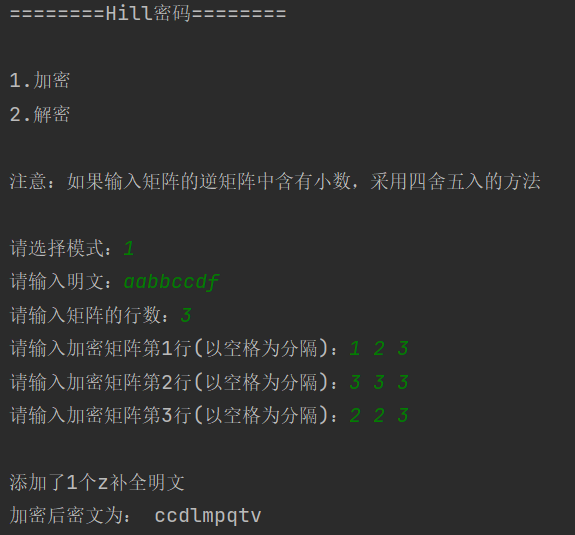 ========Hill密码========
1.加密
2.解密
注意：如果输入矩阵的逆矩阵中含有小数，采用四舍五入的方法
请选择模式：1
请输入明文：aabbccdf
请输入矩阵的行数：3
请输入加密矩阵第1行(以空格为分隔)：1 2 3
请输入加密矩阵第2行(以空格为分隔)：3 3 3
请输入加密矩阵第3行(以空格为分隔)：2 2 3
添加了1个z补全明文
加密后密文为： ccdlmpqtv